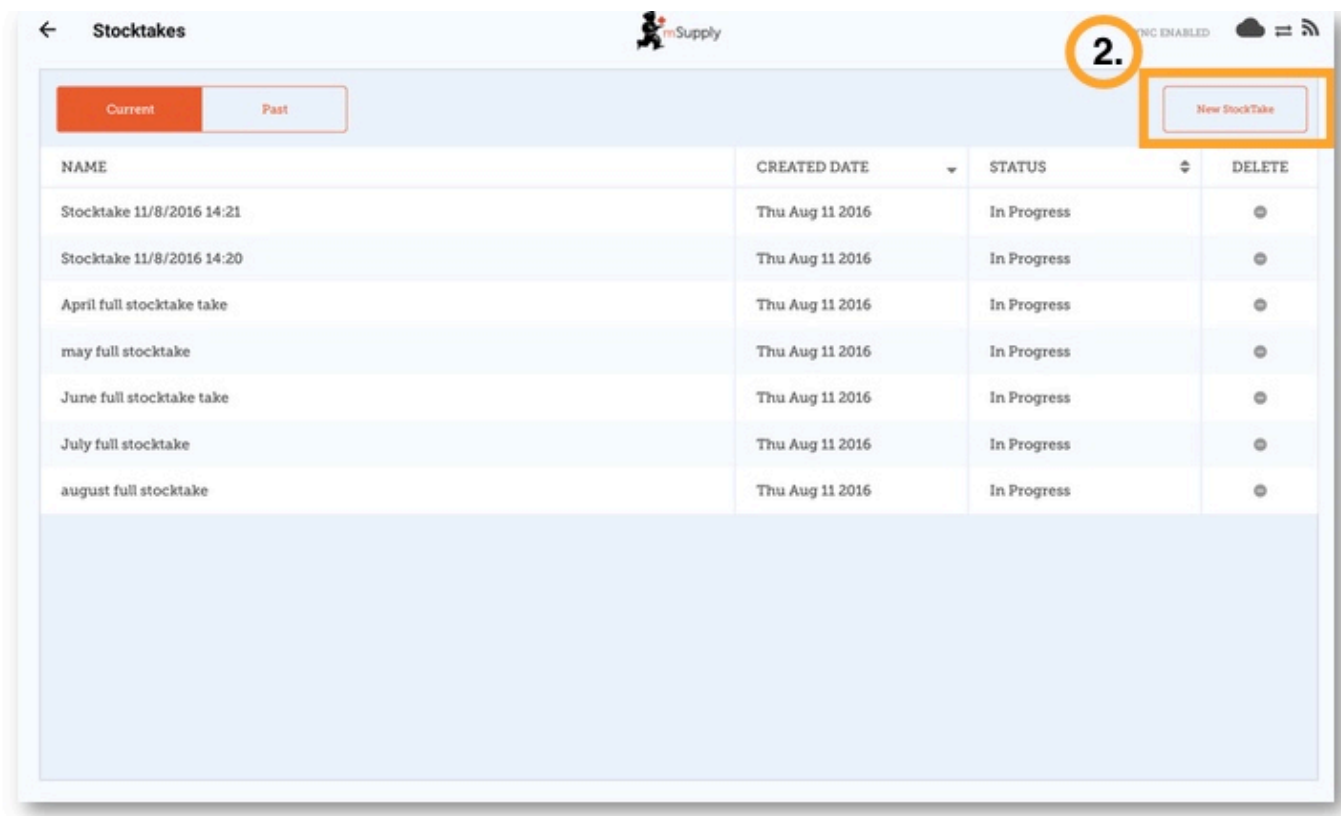 Stocktakes
mSupply
2.
YNC ENABLED
Current Past
New StockTake
NAME CREATED DATE STATUS DELETE
Stocktake 11/8/2016 14:21 Thu Aug 11 2016 In Progress
Stocktake 11/8/2016 14:20 Thu Aug 11 2016 In Progress
April full stocktake take Thu Aug 11 2016 In Progress
may full stocktake Thu Aug 11 2016 In Progress
June full stocktake take Thu Aug 11 2016 In Progress
July full stocktake Thu Aug 11 2016 In Progress
august full stocktake Thu Aug 11 2016 In Progress